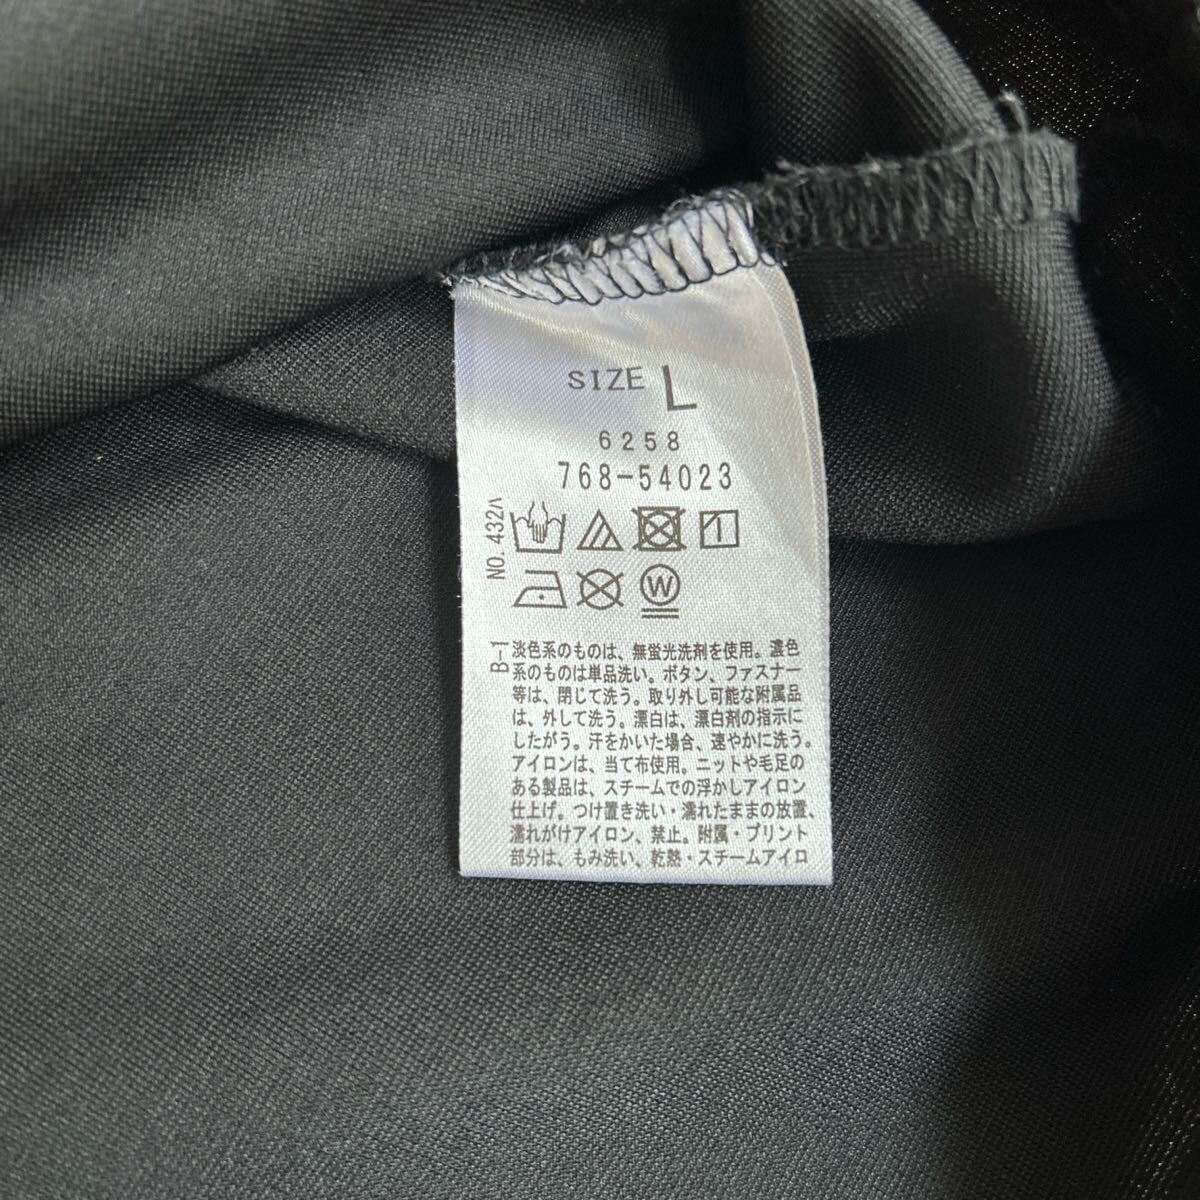 SIZE L
6258
768-54023
NO. 432ハ
W
B-1
淡色系のものは、無蛍光洗剤を使用。濃色
系のものは単品洗い。ボタン、ファスナー
等は、閉じて洗う。取り外し可能な附属品
は、外して洗う。漂白は、漂白剤の指示に
したがう。汗をかいた場合、速やかに洗う。
アイロンは、当て布使用。ニットや毛足の
ある製品は、スチームでの浮かしアイロン
仕上げ。つけ置き洗い・濡れたままの放置、
濡れがけアイロン、禁止。附属・プリント
部分は、もみ洗い、乾熱・スチームアイロ